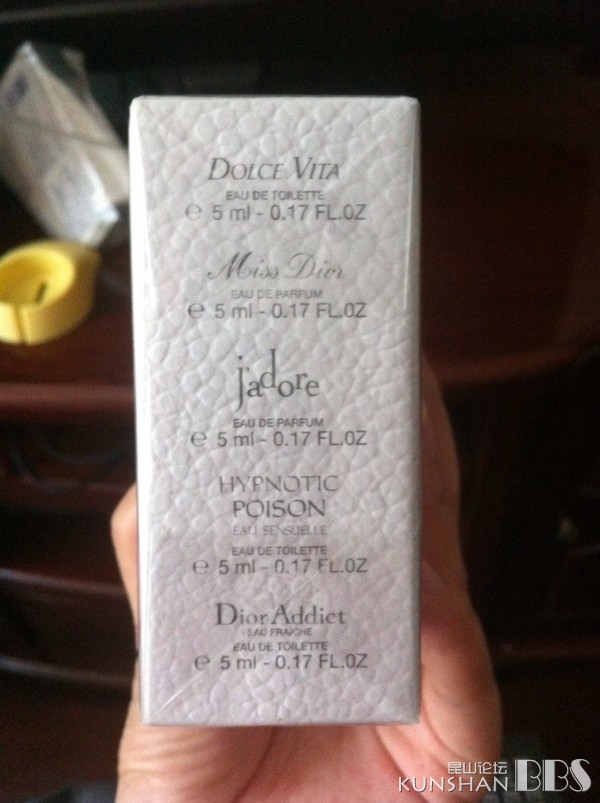 DOLCE VITA
EAU DE TOILETTE
℮ 5 ml - 0.17 FL.OZ
Miss Dior
EAU DE PARFUM
℮ 5 ml - 0.17 FL.OZ
j'adore
EAU DE PARFUM
℮ 5 ml - 0.17 FL.OZ
HYPNOTIC
POISON
EAU SENSUELLE
EAU DE TOILETTE
℮ 5 ml - 0.17 FL.OZ
Dior Addict
EAU FRAÎCHE
EAU DE TOILETTE
℮ 5 ml - 0.17 FL.OZ
昆山论坛
KUNSHAN BBS